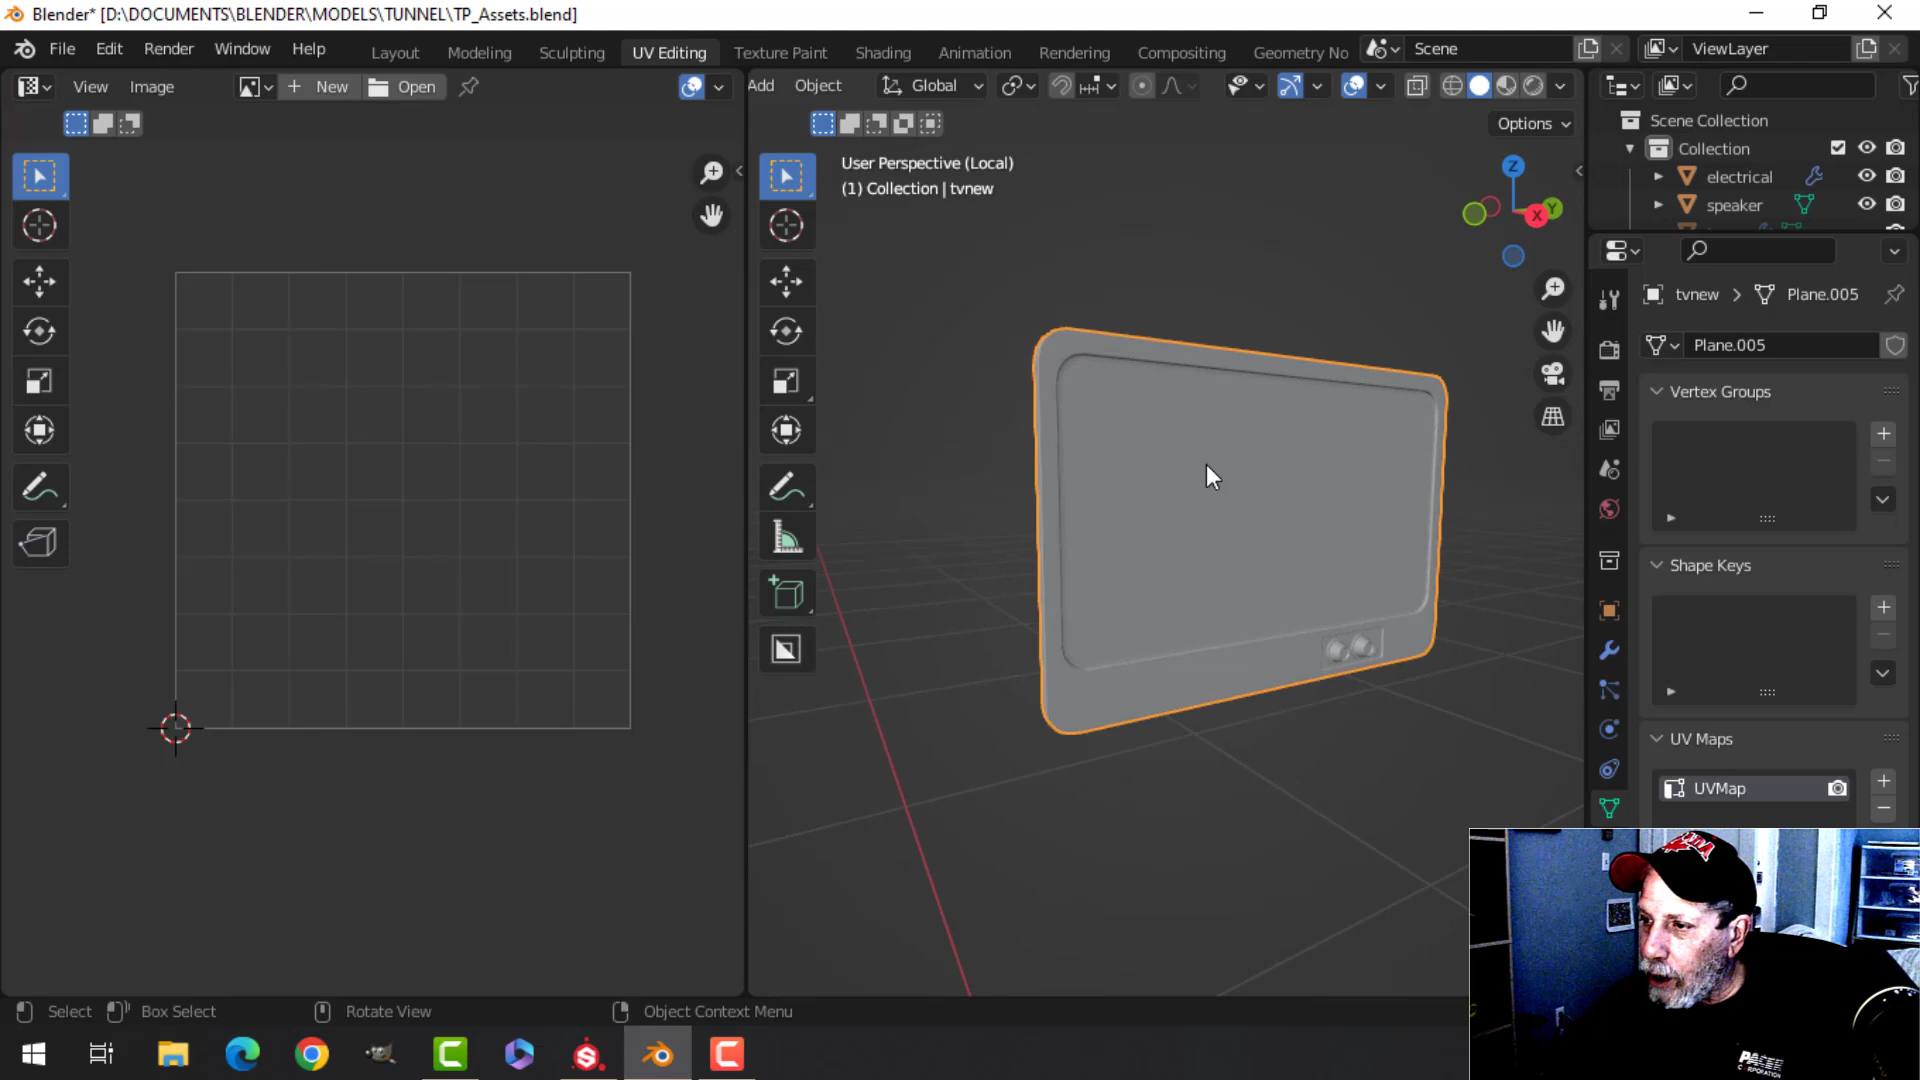 Blender* [D:\DOCUMENTS\BLENDER\MODELS\TUNNEL\TP_Assets.blend]
File Edit Render Window Help Layout Modeling Sculpting UV Editing Texture Paint Shading Animation Rendering Compositing Geometry No Scene ViewLayer
View Image New Open Add Object Global
Options
User Perspective (Local)
(1) Collection | tvnew
Z
Y
X
Scene Collection
Collection
electrical
speaker
tvnew > Plane.005
Plane.005
Vertex Groups
Shape Keys
UV Maps
UVMap
Select Box Select Rotate View Object Context Menu
PACER
CORPORATION